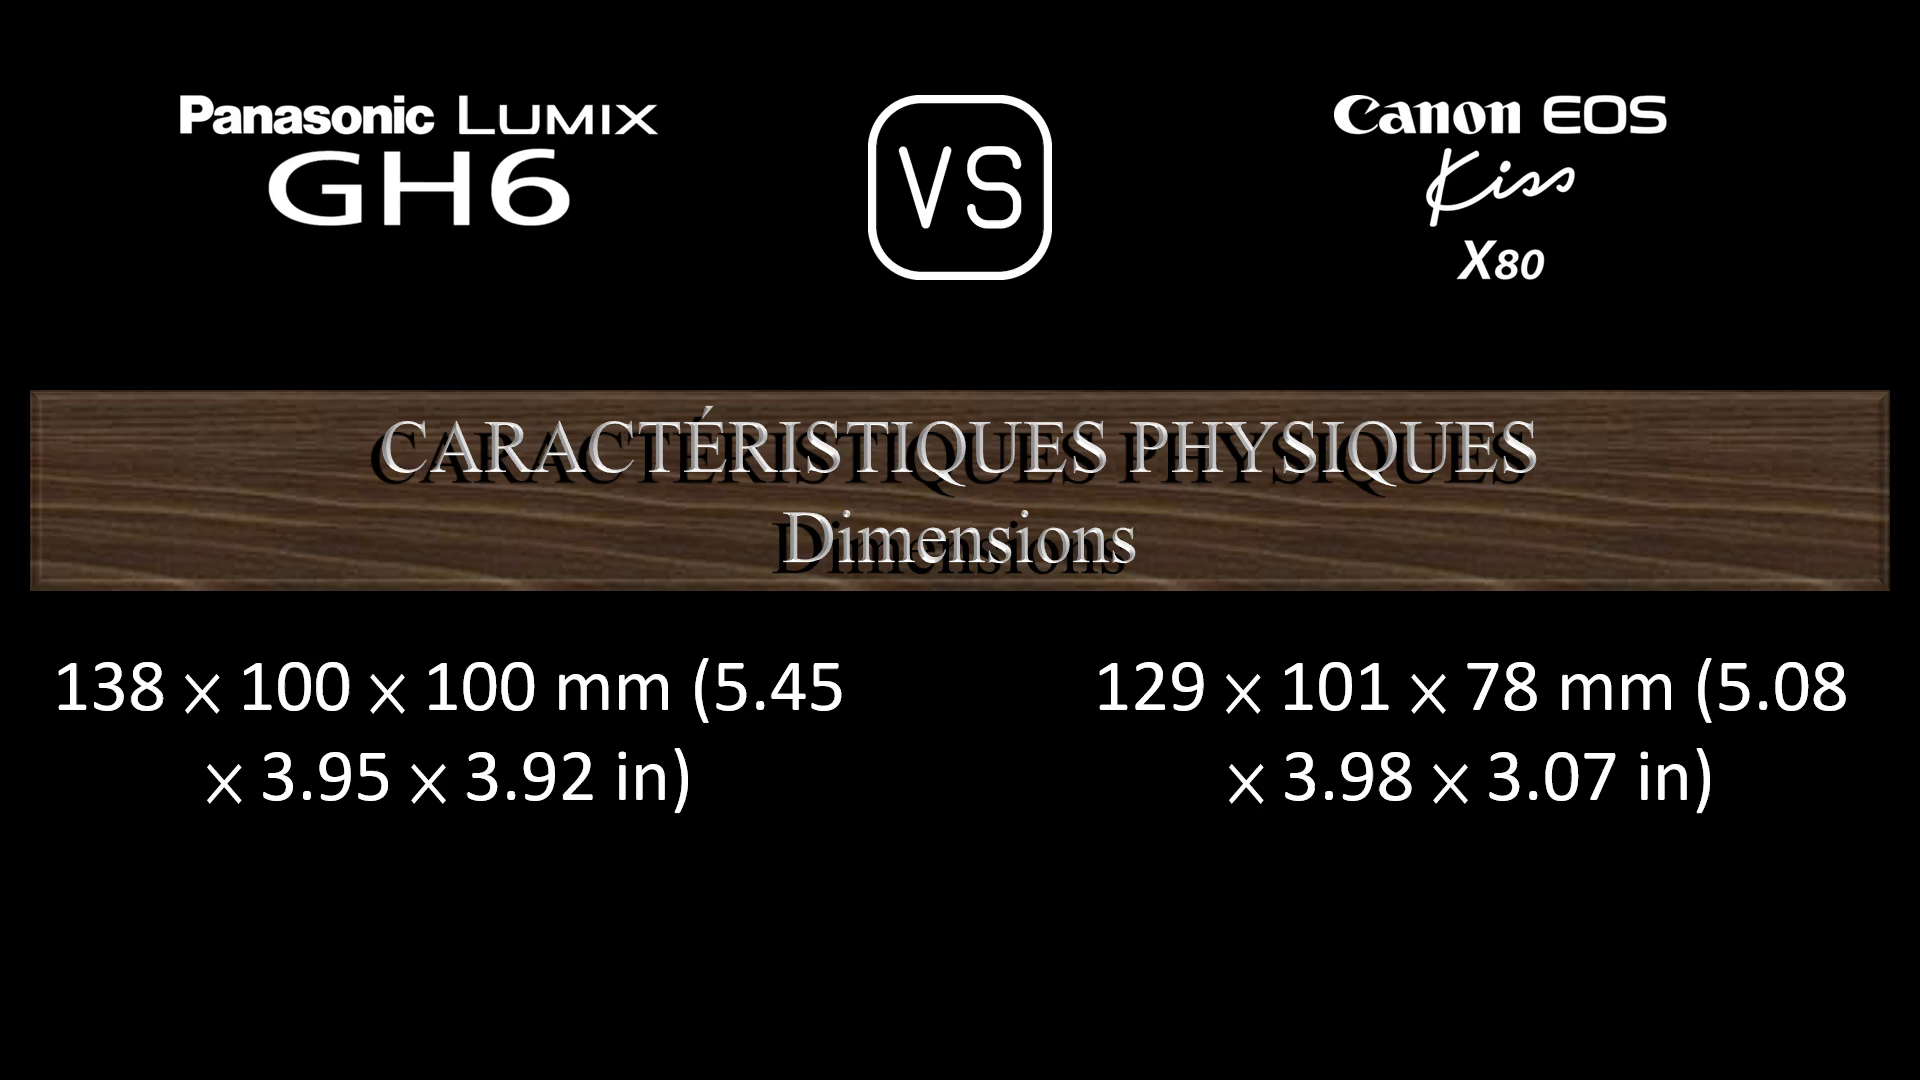 Panasonic LUMIX
GH6
VS
Canon EOS
Kiss
X80
CARACTÉRISTIQUES PHYSIQUES
Dimensions
138 x 100 x 100 mm (5.45
x 3.95 x 3.92 in)
129 x 101 x 78 mm (5.08
x 3.98 x 3.07 in)